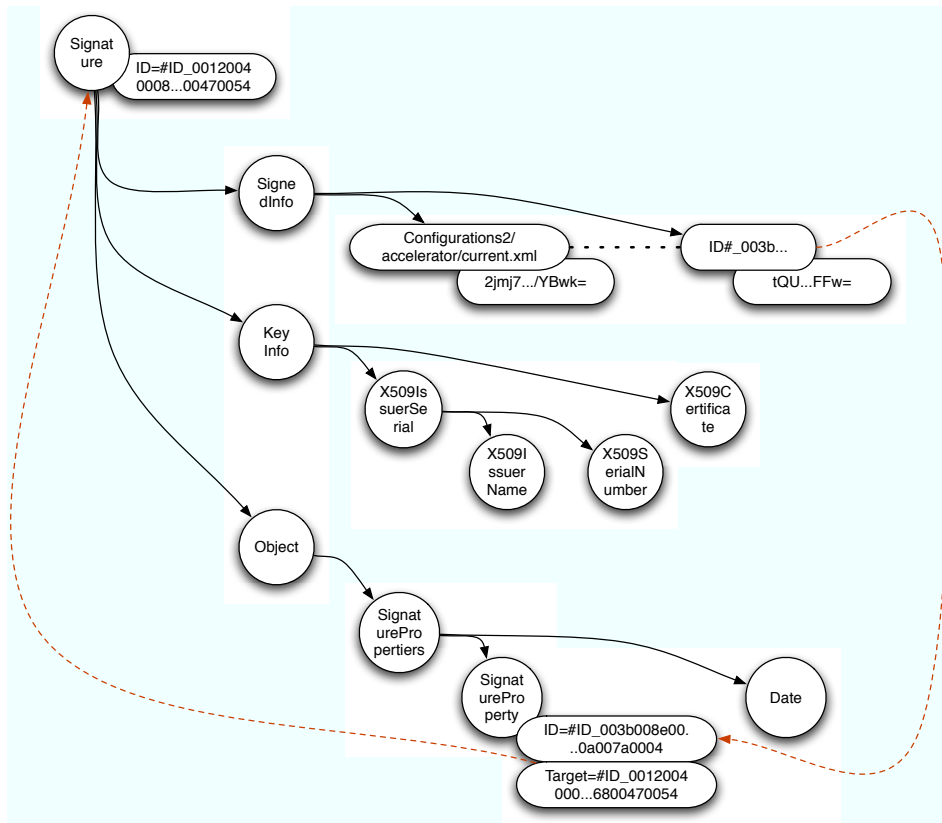 Signat
ure
ID=#ID_0012004
0008...00470054
Signe
dInfo
Configurations2/
accelerator/current.xml
2jmj7.../YBwk=
ID#_003b...
tQU...FFw=
Key
Info
X509Is
suerSe
rial
X509C
ertifica
te
X509I
ssuer
Name
X509S
erialN
umber
Object
Signat
urePro
pertiers
Signat
urePro
perty
Date
ID=#ID_003b008e00.
..0a007a0004
Target=#ID_0012004
000...6800470054